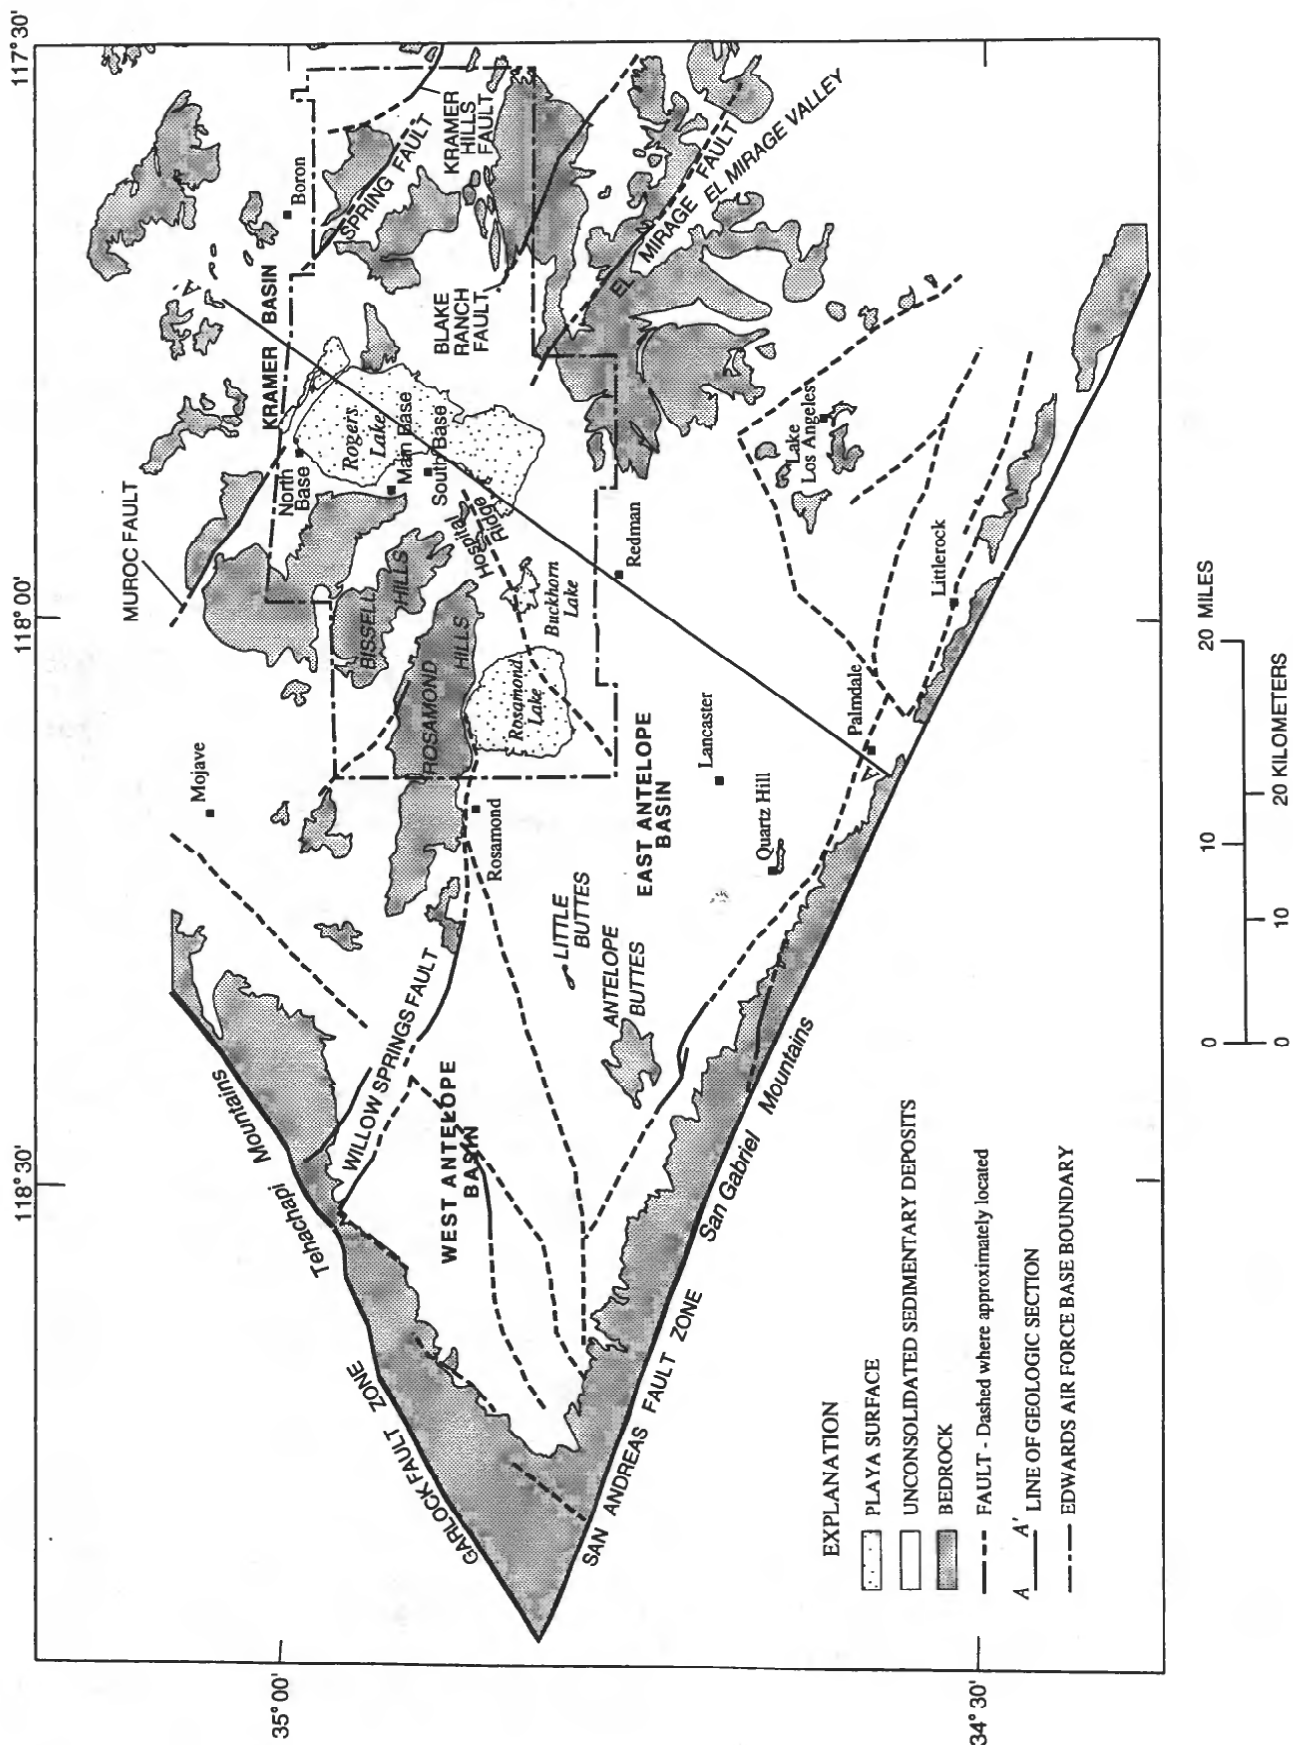 118° 30'
118° 00'
117° 30'
35° 00'
34° 30'
MUROC FAULT
Mojave
Boron
KRAMER BASIN
A'
North
Base
Rogers
Lake
Main Base
South Base
Hospital
Ridge
BISSELL
HILLS
ROSAMOND
HILLS
Rosamond
Lake
Buckhorn
Lake
SPRING FAULT
KRAMER
HILLS
FAULT
BLAKE
RANCH
FAULT
EL MIRAGE FAULT
EL MIRAGE VALLEY
Tehachapi Mountains
GARLOCK FAULT ZONE
WILLOW SPRINGS FAULT
WEST ANTELOPE
BASIN
Rosamond
LITTLE
BUTTES
ANTELOPE
BUTTES
EAST ANTELOPE
BASIN
Redman
Lancaster
Quartz Hill
Palmdale
A
Littlerock
Lake
Los Angeles
SAN ANDREAS FAULT ZONE
San Gabriel Mountains
EXPLANATION
PLAYA SURFACE
UNCONSOLIDATED SEDIMENTARY DEPOSITS
BEDROCK
FAULT - Dashed where approximately located
A A' LINE OF GEOLOGIC SECTION
EDWARDS AIR FORCE BASE BOUNDARY
0 10 20 MILES
0 10 20 KILOMETERS